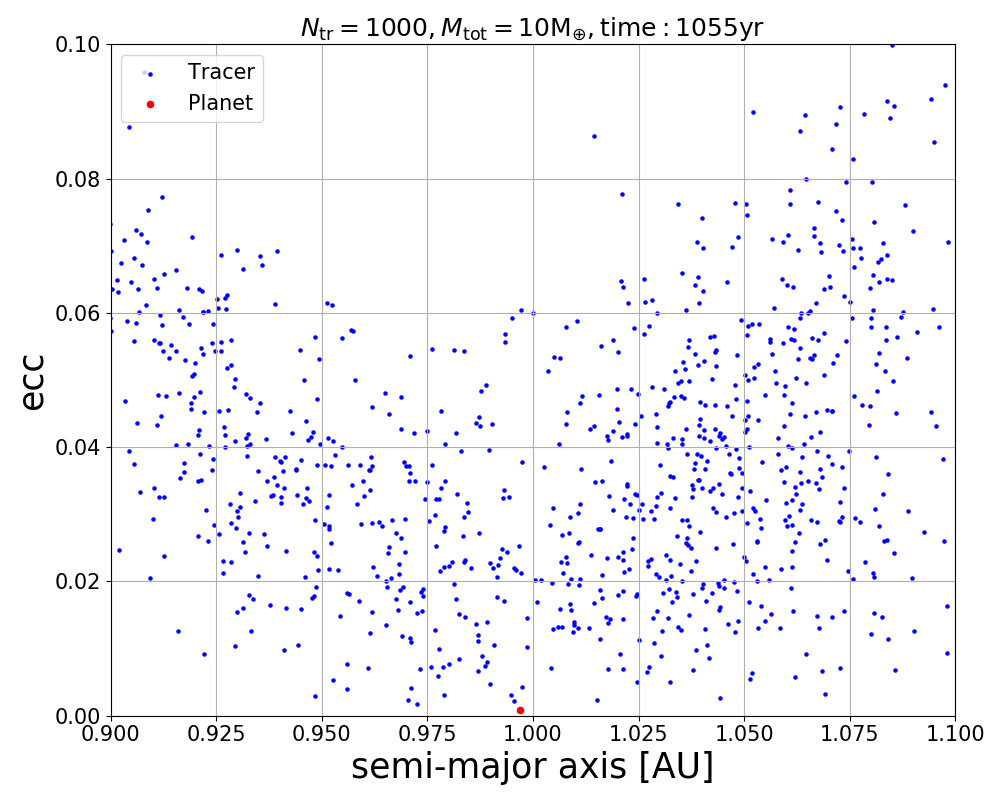 N_tr = 1000, M_tot = 10M_⊕, time : 1055yr
Tracer
Planet
ecc
0.10
0.08
0.06
0.04
0.02
0.00
0.900 0.925 0.950 0.975 1.000 1.025 1.050 1.075 1.100
semi-major axis [AU]